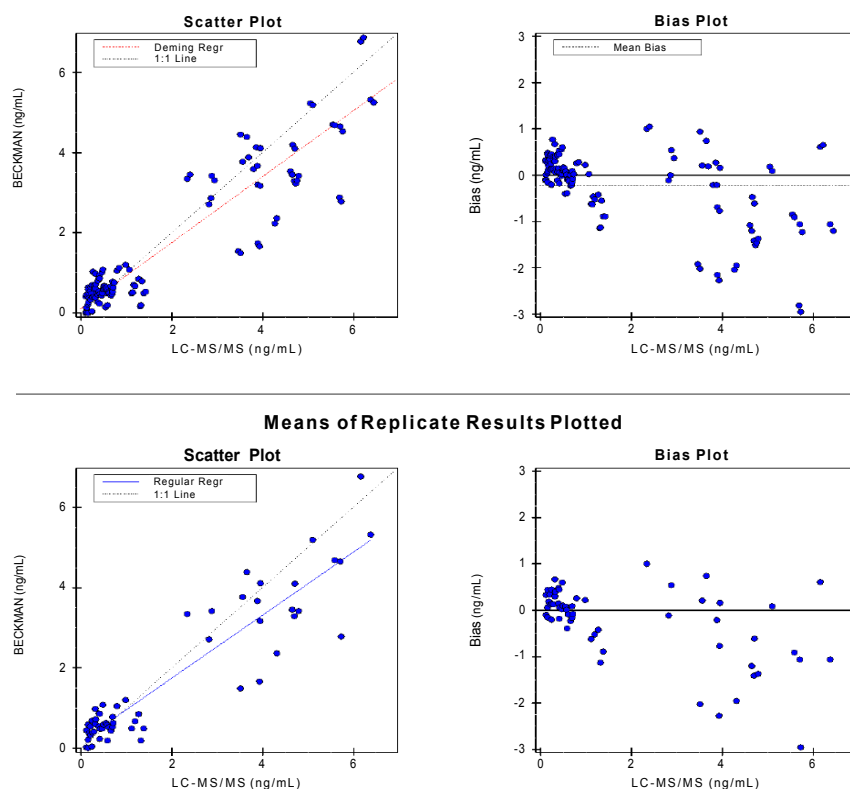 Scatter Plot
Deming Regr
1:1 Line
BECKMAN (ng/mL)
6
4
2
0
0 2 4 6
LC-MS/MS (ng/mL)
Bias Plot
Mean Bias
Bias (ng/mL)
3
2
1
0
-1
-2
-3
0 2 4 6
LC-MS/MS (ng/mL)
Means of Replicate Results Plotted
Scatter Plot
Regular Regr
1:1 Line
BECKMAN (ng/mL)
6
4
2
0
0 2 4 6
LC-MS/MS (ng/mL)
Bias Plot
Bias (ng/mL)
3
2
1
0
-1
-2
-3
0 2 4 6
LC-MS/MS (ng/mL)